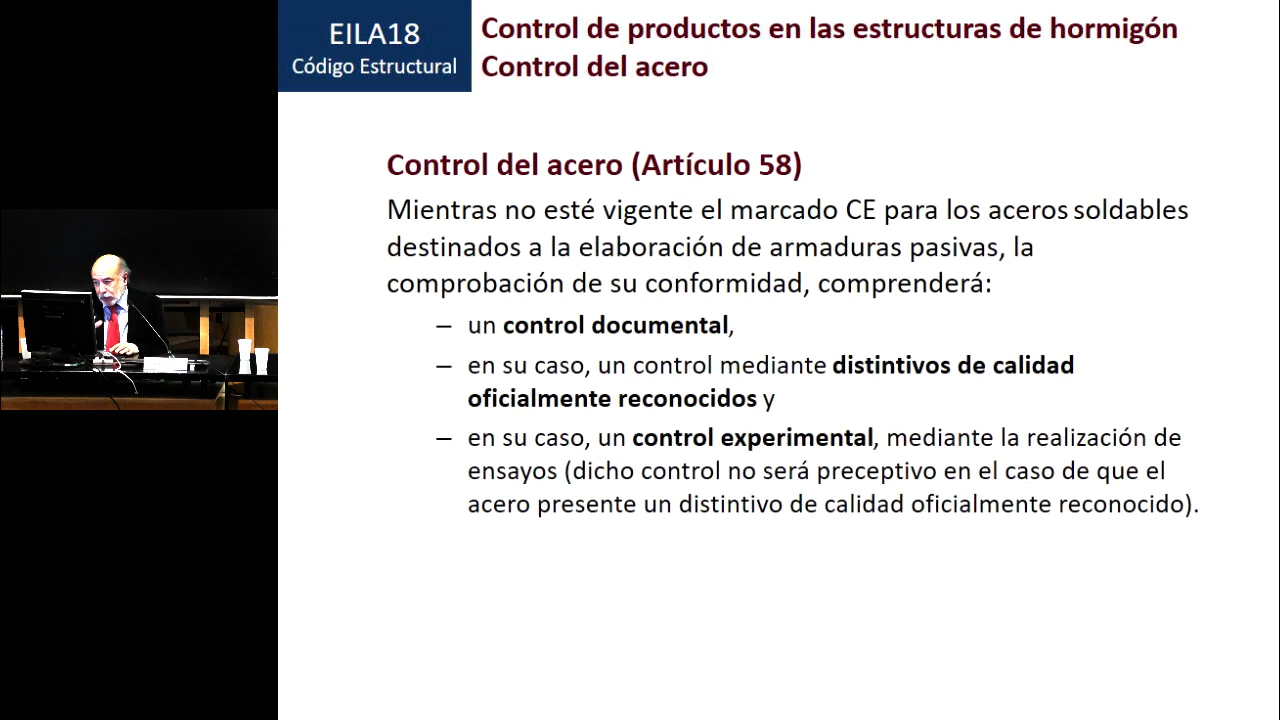 EILA18
Código Estructural
Control de productos en las estructuras de hormigón
Control del acero
Control del acero (Artículo 58)
Mientras no esté vigente el marcado CE para los aceros soldables
destinados a la elaboración de armaduras pasivas, la
comprobación de su conformidad, comprenderá:
– un control documental,
– en su caso, un control mediante distintivos de calidad
oficialmente reconocidos y
– en su caso, un control experimental, mediante la realización de
ensayos (dicho control no será preceptivo en el caso de que el
acero presente un distintivo de calidad oficialmente reconocido).